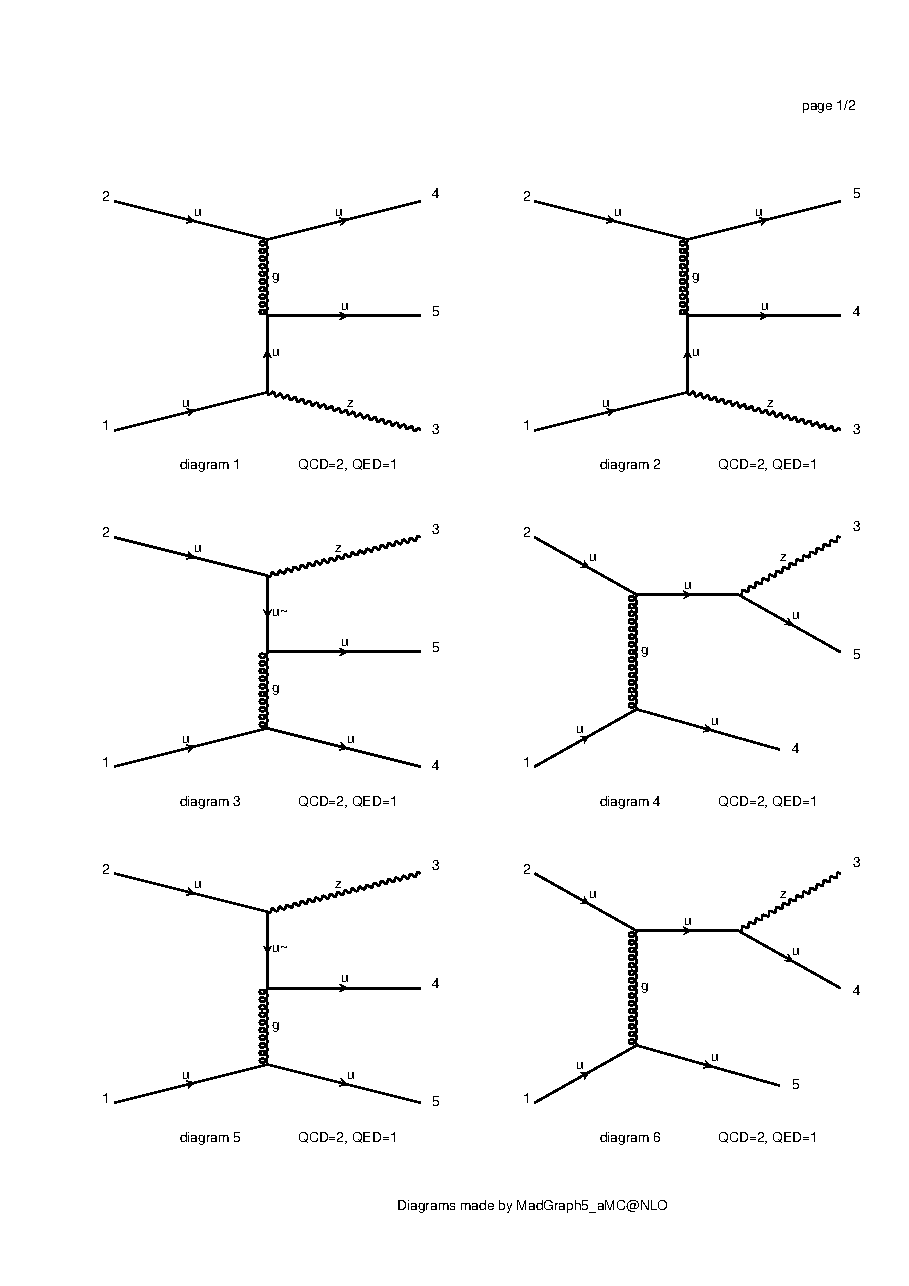 page 1/2
2 u u 4
g
u 5
u
1 u z 3
diagram 1 QCD=2, QED=1
2 u u 5
g
u 4
u
1 u z 3
diagram 2 QCD=2, QED=1
2 u z 3
u~
u 5
g
1 u u 4
diagram 3 QCD=2, QED=1
2 u u z 3
g u 5
1 u u 4
diagram 4 QCD=2, QED=1
2 u z 3
u~
u 4
g
1 u u 5
diagram 5 QCD=2, QED=1
2 u u z 3
g u 4
1 u u 5
diagram 6 QCD=2, QED=1
Diagrams made by MadGraph5_aMC@NLO